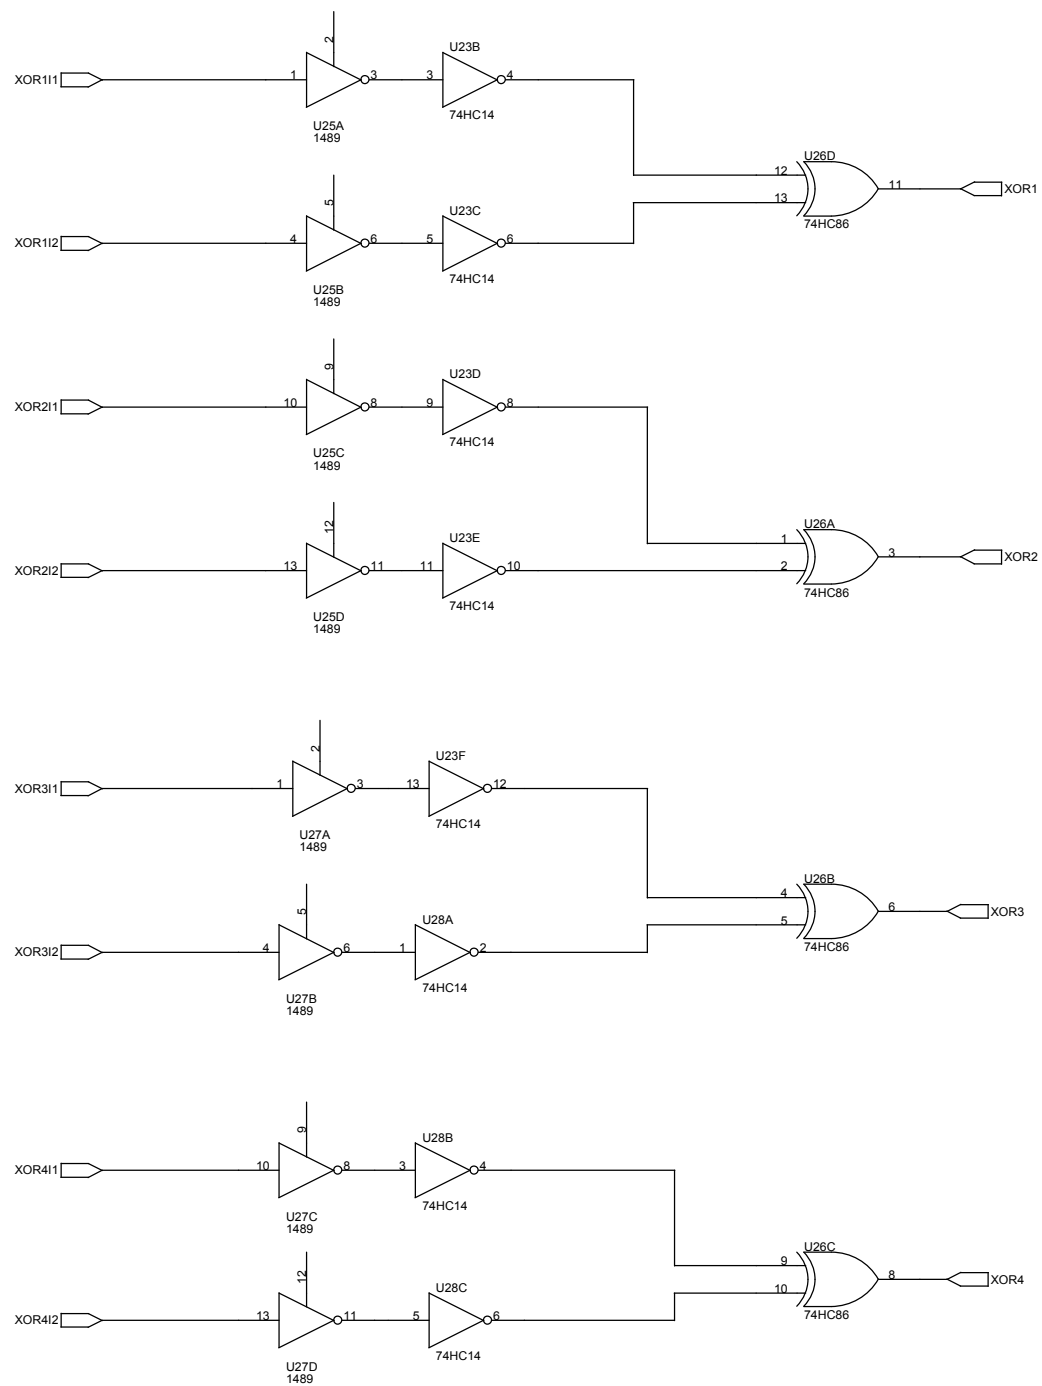 2
U23B
XOR1I1 1 3 3 4
74HC14
U25A
1489
U26D
12
11 XOR1
13
74HC86
5
U23C
XOR1I2 4 6 5 6
74HC14
U25B
1489
9
U23D
XOR2I1 10 8 9 8
74HC14
U25C
1489
12
U23E
XOR2I2 13 11 11 10
74HC14
U25D
1489
U26A
1
3 XOR2
2
74HC86
2
U23F
XOR3I1 1 3 13 12
74HC14
U27A
1489
U26B
4
6 XOR3
5
74HC86
5
U28A
XOR3I2 4 6 1 2
74HC14
U27B
1489
9
U28B
XOR4I1 10 8 3 4
74HC14
U27C
1489
U26C
9
8 XOR4
10
74HC86
12
U28C
XOR4I2 13 11 5 6
74HC14
U27D
1489